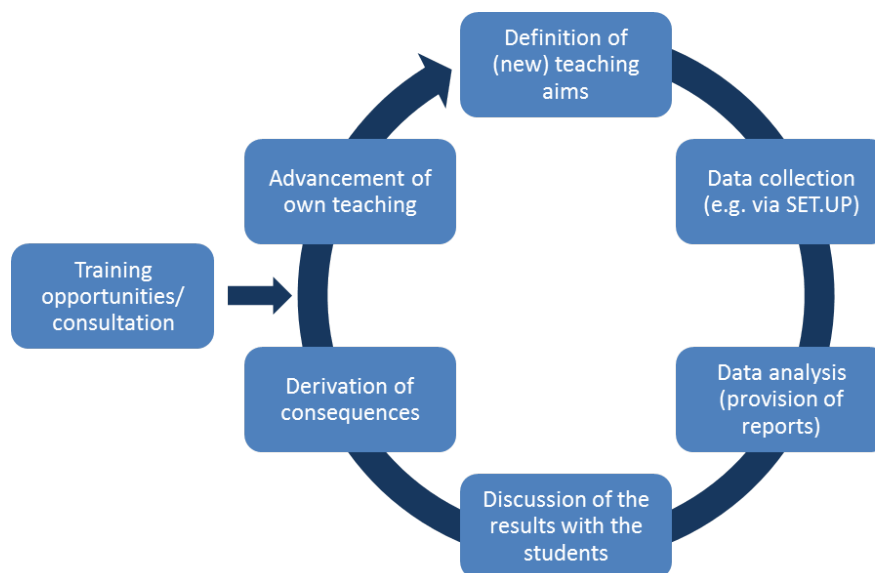 Definition of
(new) teaching
aims
Data collection
(e.g. via SET.UP)
Data analysis
(provision of
reports)
Discussion of the
results with the
students
Derivation of
consequences
Training
opportunities/
consultation
Advancement of
own teaching